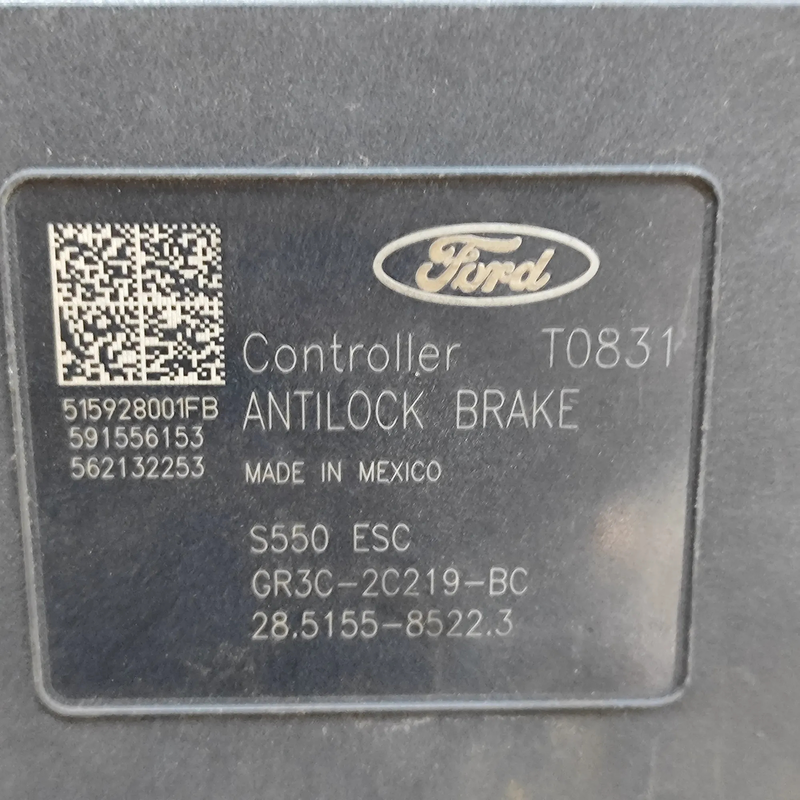 Ford
Controller T0831
ANTILOCK BRAKE
MADE IN MEXICO
515928001FB
591556153
562132253
S550 ESC
GR3C-2C219-BC
28.5155-8522.3